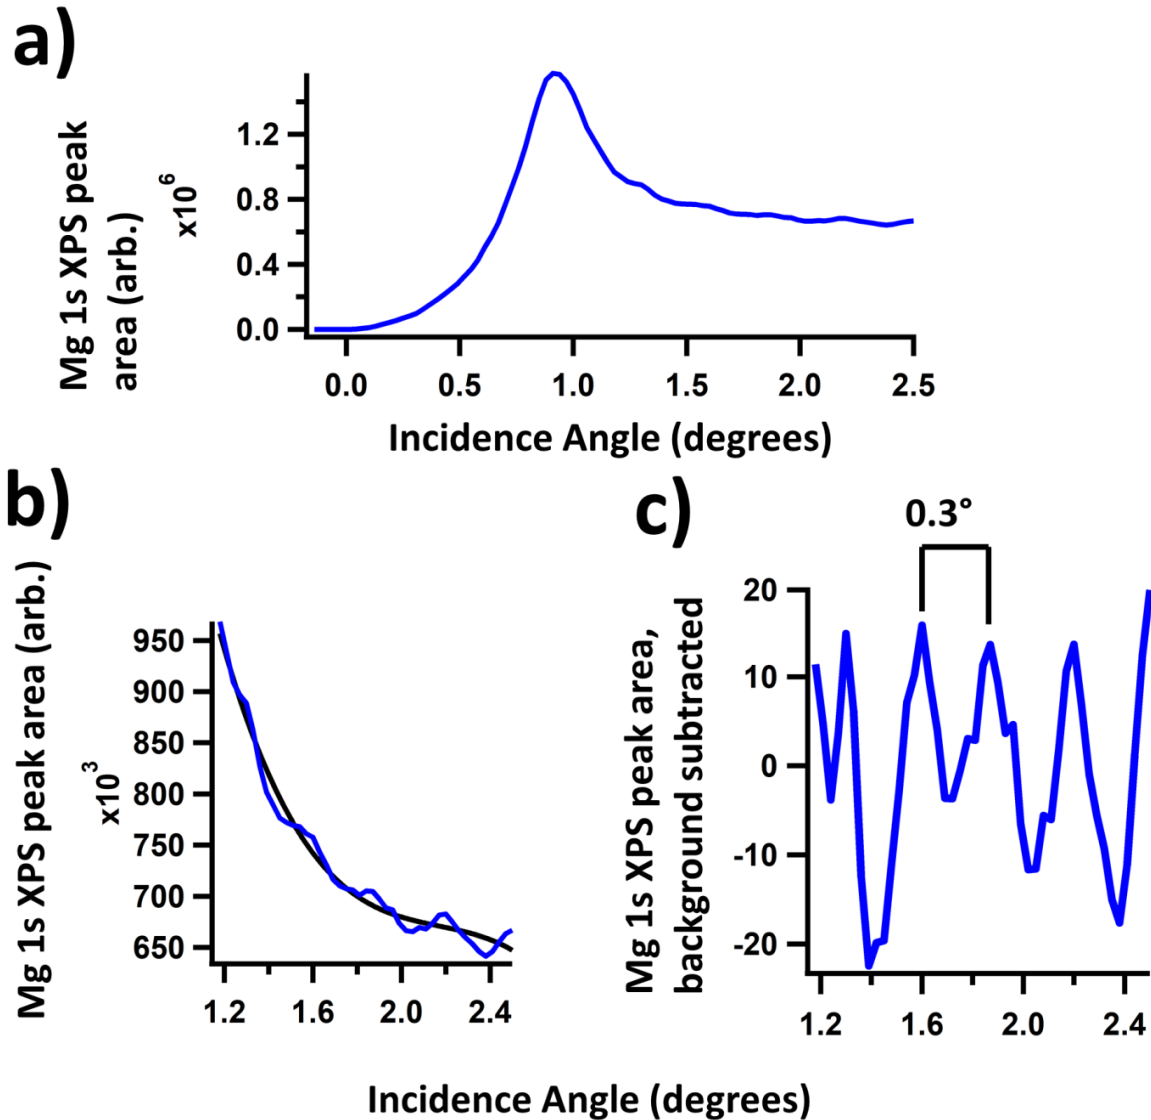 a)
Mg 1s XPS peak
area (arb.)
x10^6
1.2
0.8
0.4
0.0
0.0 0.5 1.0 1.5 2.0 2.5
Incidence Angle (degrees)
b)
Mg 1s XPS peak area (arb.)
x10^3
950
900
850
800
750
700
650
1.2 1.6 2.0 2.4
c)
0.3°
Mg 1s XPS peak area,
background subtracted
20
10
0
-10
-20
1.2 1.6 2.0 2.4
Incidence Angle (degrees)